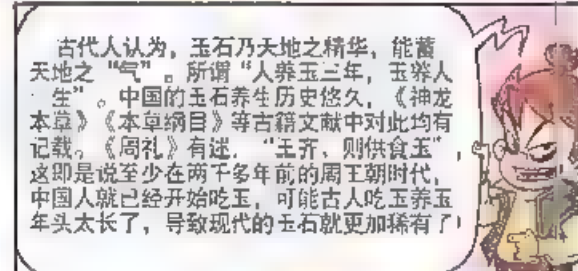 古代人认为，玉石乃天地之精华，能蓄
天地之“气”。所谓“人养玉三年，玉养人
一生”。中国的玉石养生历史悠久，《神龙
本草》《本草纲目》等古籍文献中对此均有
记载。《周礼》有述，“王齐，则供食玉”，
这即是说至少在两千多年前的周王朝时代，
中国人就已经开始吃玉，可能古人吃玉养玉
年头太长了，导致现代的玉石就更加稀有了!